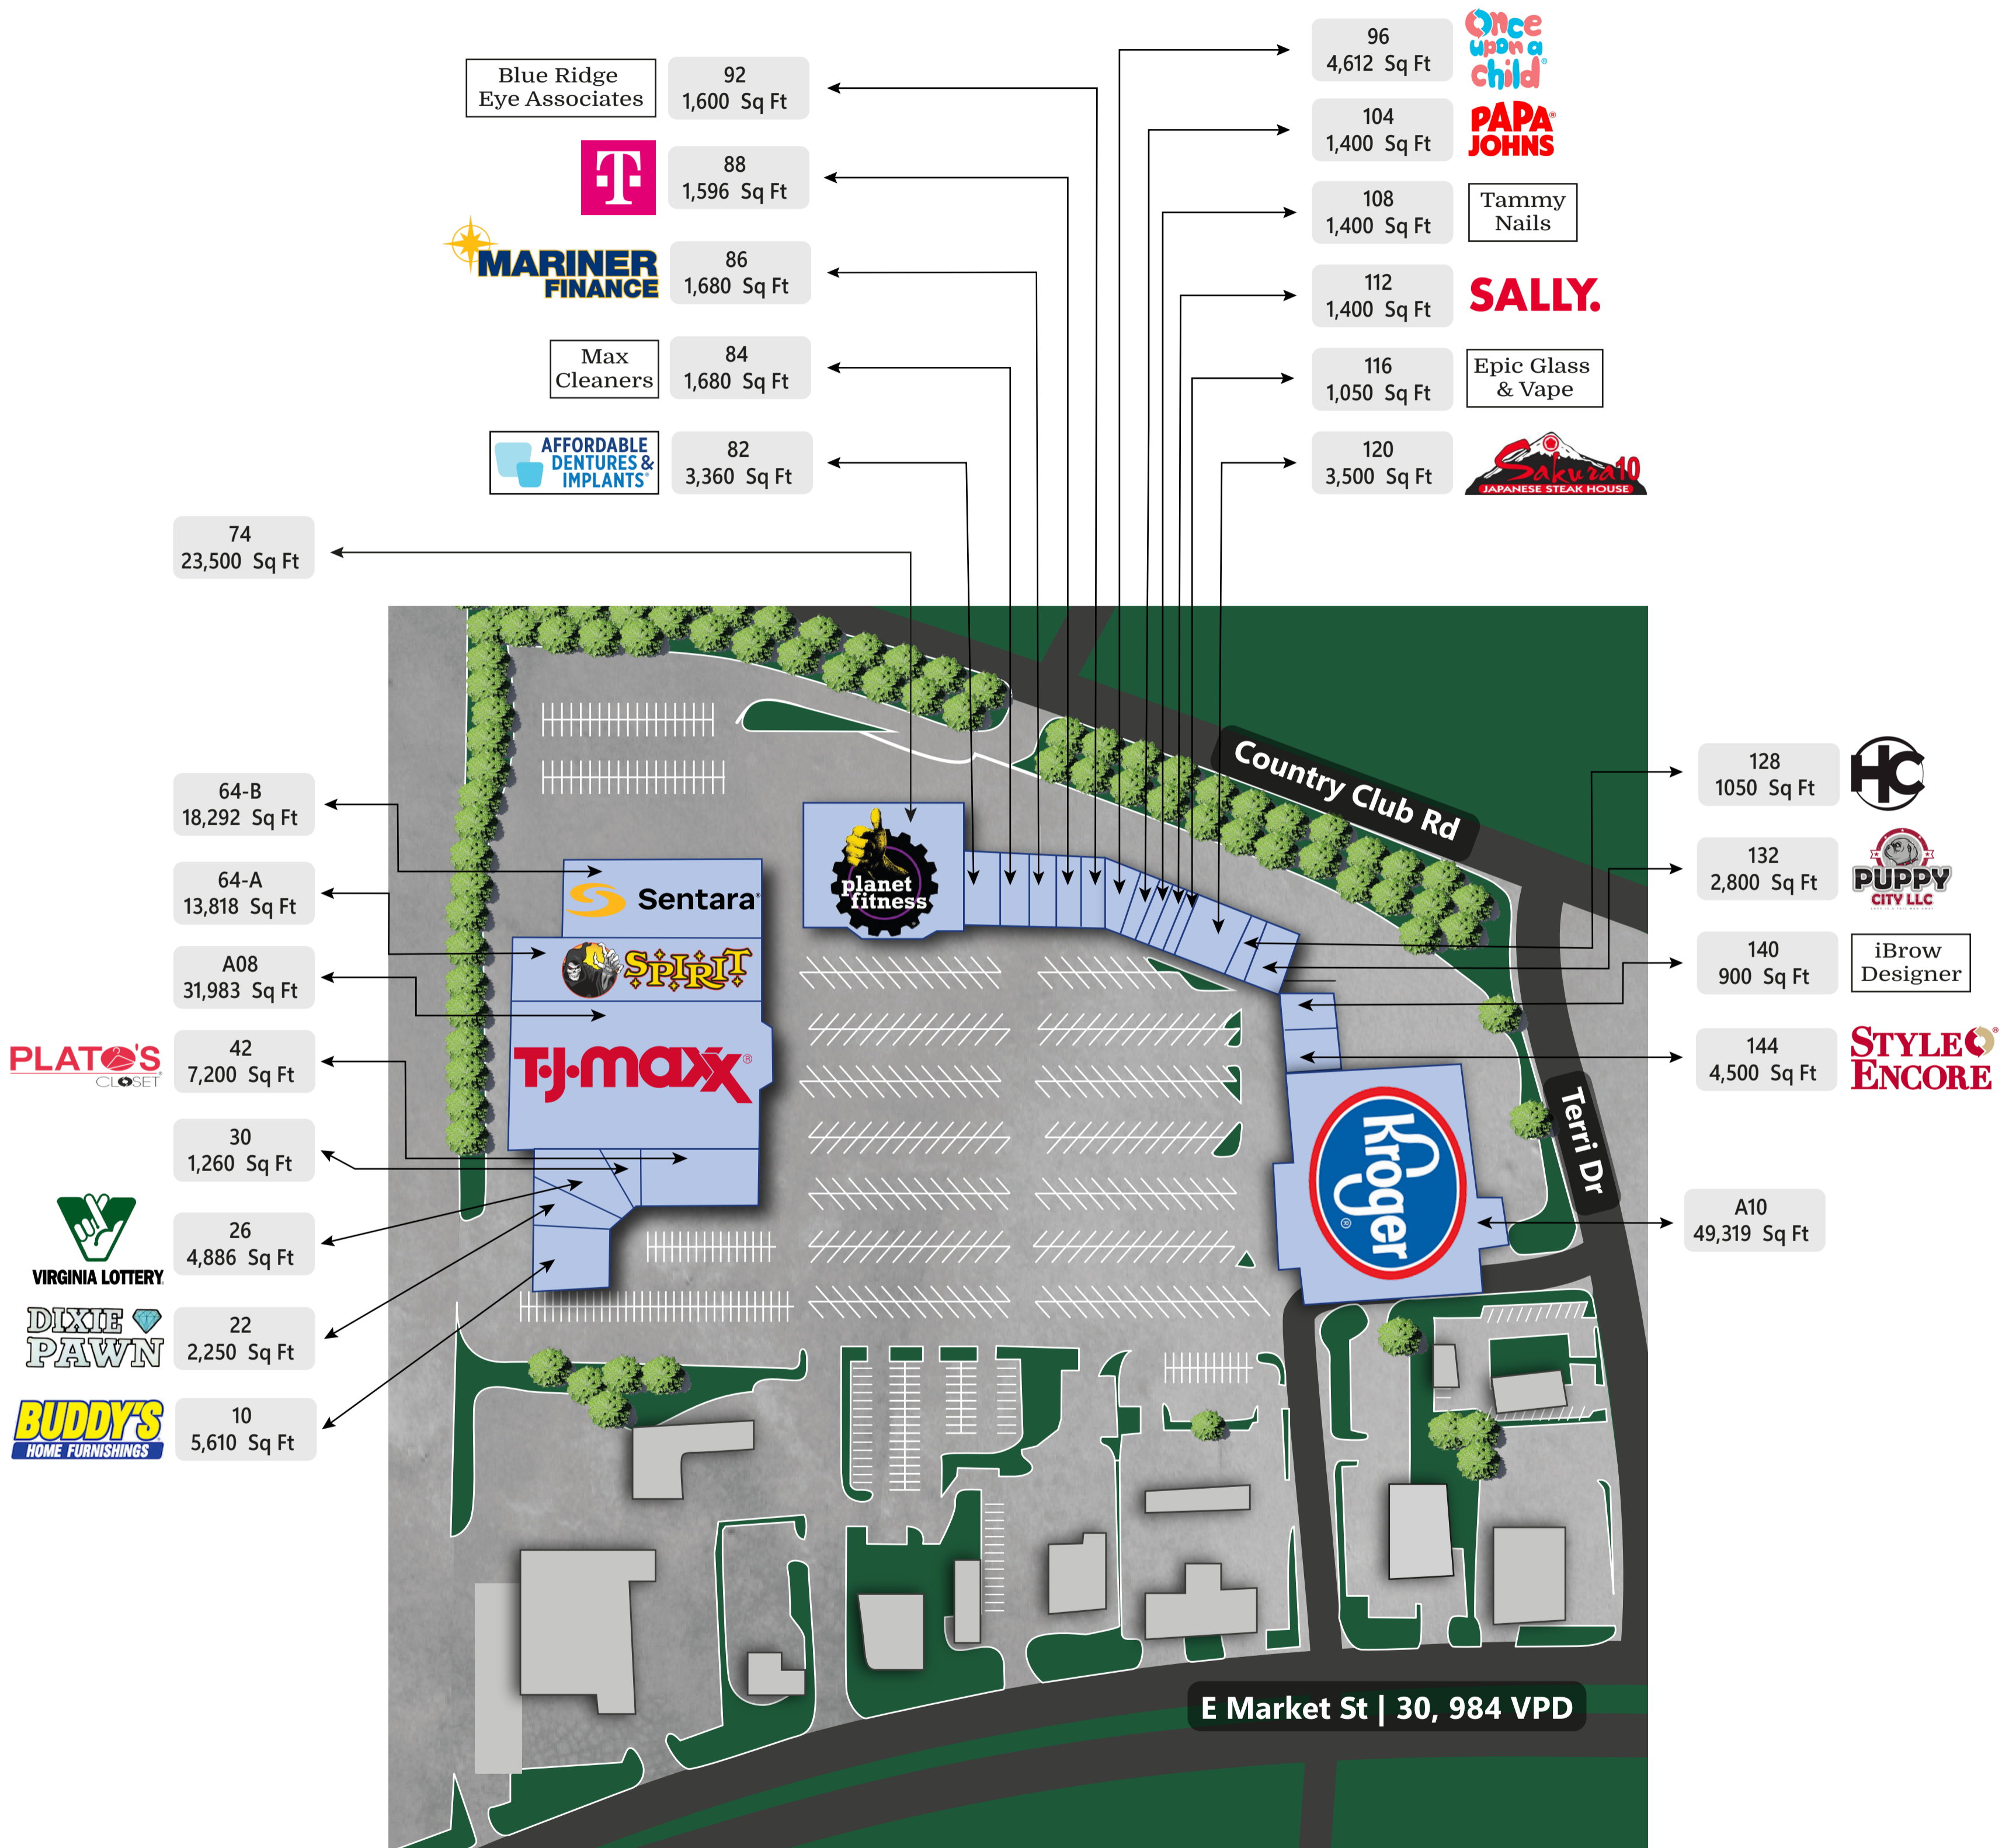 Blue Ridge
Eye Associates
92
1,600 Sq Ft
T
88
1,596 Sq Ft
MARINER
FINANCE
86
1,680 Sq Ft
Max
Cleaners
84
1,680 Sq Ft
AFFORDABLE
DENTURES &
IMPLANTS®
82
3,360 Sq Ft
74
23,500 Sq Ft
96
4,612 Sq Ft
Once
upon a
child®
104
1,400 Sq Ft
PAPA®
JOHNS
108
1,400 Sq Ft
Tammy
Nails
112
1,400 Sq Ft
SALLY.
116
1,050 Sq Ft
Epic Glass
& Vape
120
3,500 Sq Ft
Sakura10
JAPANESE STEAK HOUSE
64-B
18,292 Sq Ft
64-A
13,818 Sq Ft
A08
31,983 Sq Ft
PLATO'S
CLOSET
42
7,200 Sq Ft
30
1,260 Sq Ft
VIRGINIA LOTTERY
26
4,886 Sq Ft
DIXIE
PAWN
22
2,250 Sq Ft
BUDDY'S
HOME FURNISHINGS
10
5,610 Sq Ft
planet
fitness
Sentara®
SPIRIT
T·J·maxx®
Kroger®
Country Club Rd
Terri Dr
E Market St | 30, 984 VPD
128
1050 Sq Ft
HC
132
2,800 Sq Ft
PUPPY
CITY LLC
140
900 Sq Ft
iBrow
Designer
144
4,500 Sq Ft
STYLE
ENCORE®
A10
49,319 Sq Ft